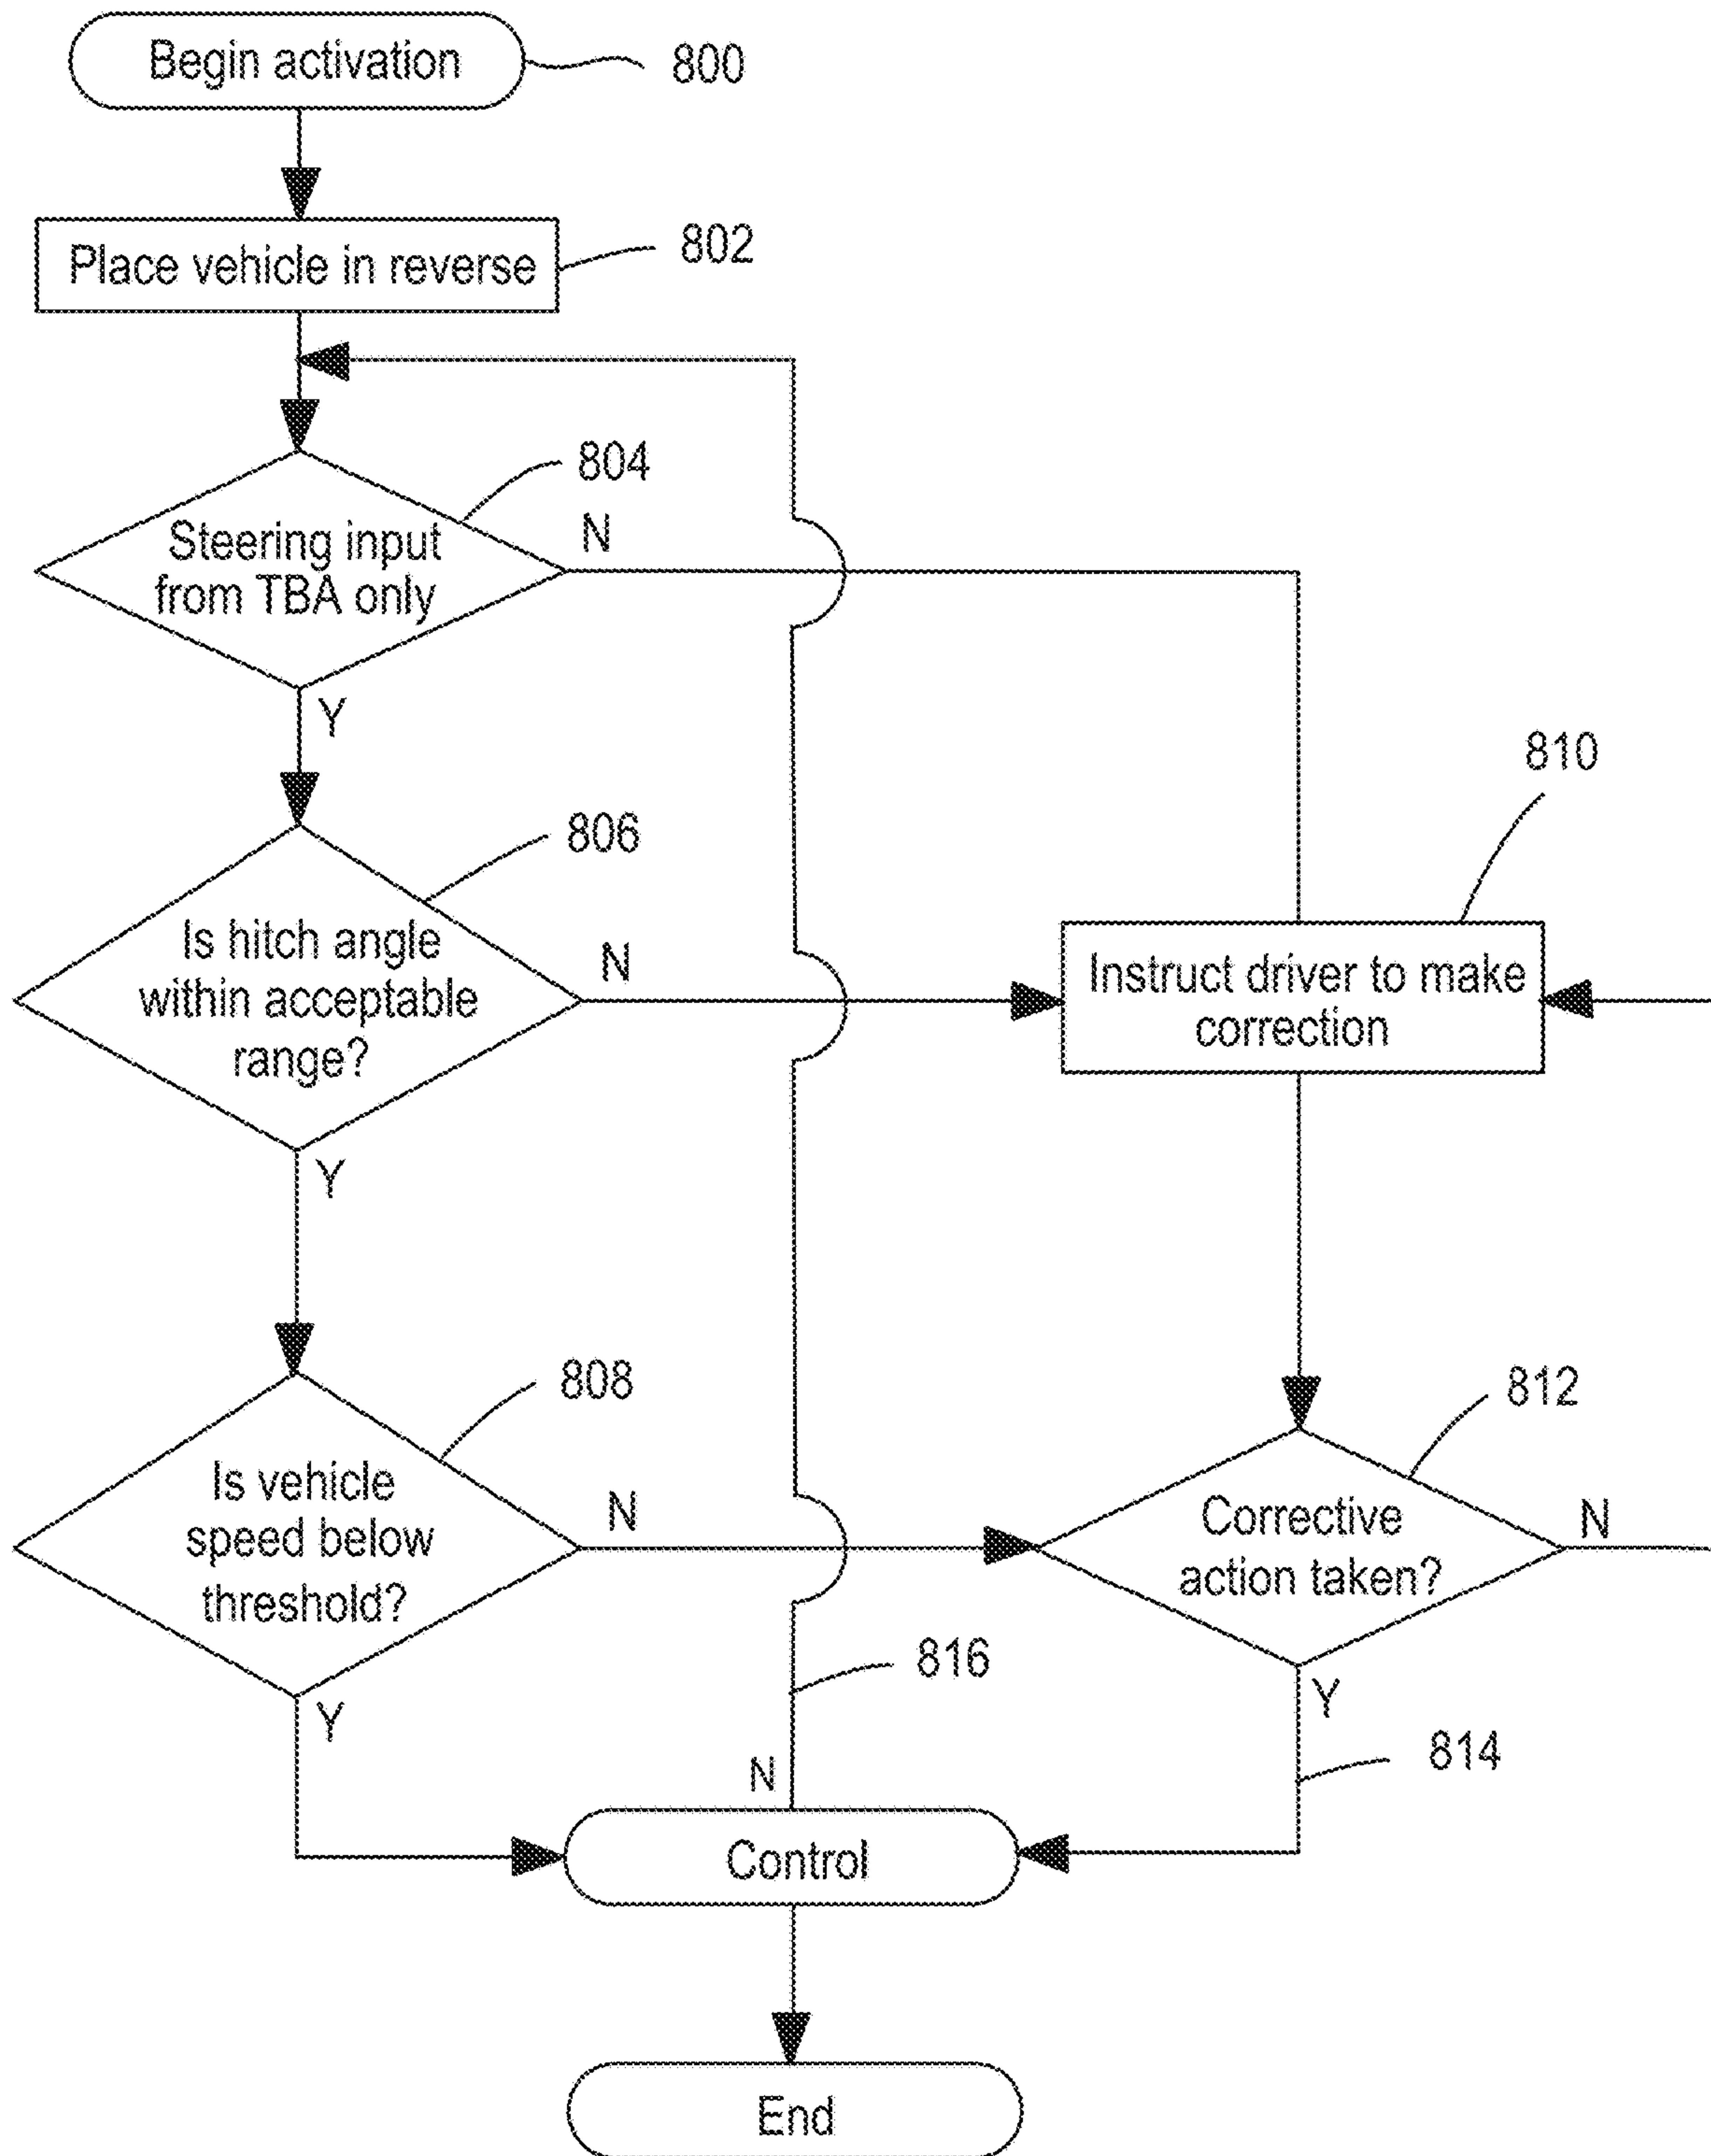 Begin activation
800
Place vehicle in reverse
802
804
Steering input
from TBA only
N
Y
806
Is hitch angle
within acceptable
range?
N
Y
810
Instruct driver to make
correction
808
Is vehicle
speed below
threshold?
N
Y
812
Corrective
action taken?
N
Y
816
814
N
Control
End